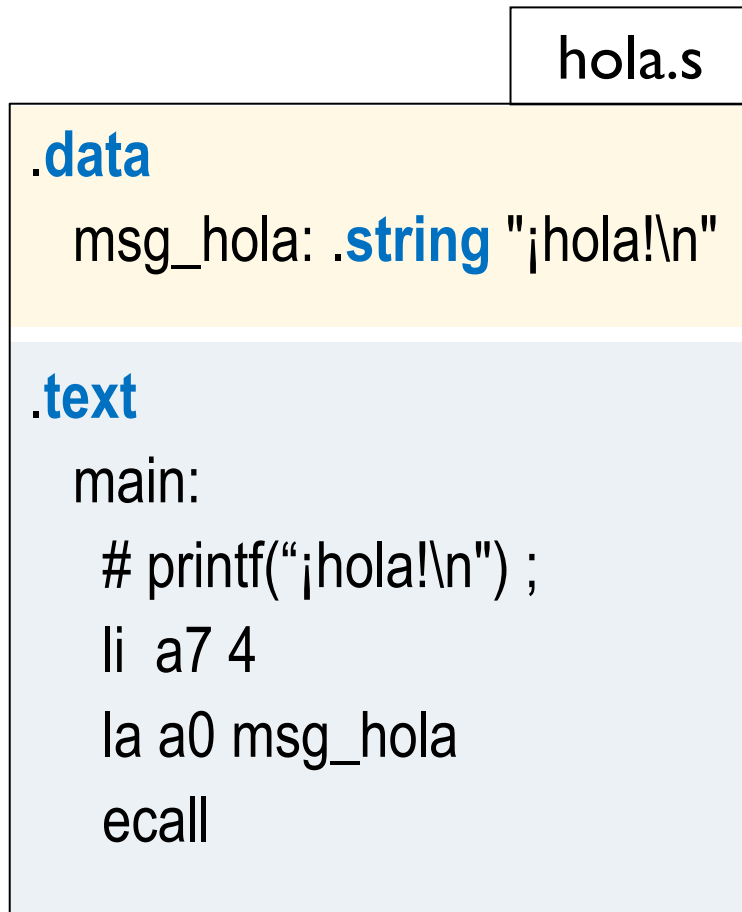 hola.s
.data
msg_hola: .string "¡hola!\n"
.text
main:
# printf(“¡hola!\n") ;
li  a7 4
la a0 msg_hola
ecall